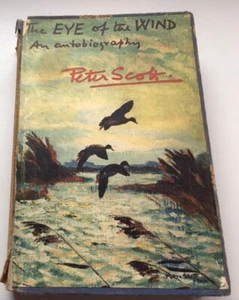 The EYE of the WIND
An autobiography
Peter Scott.